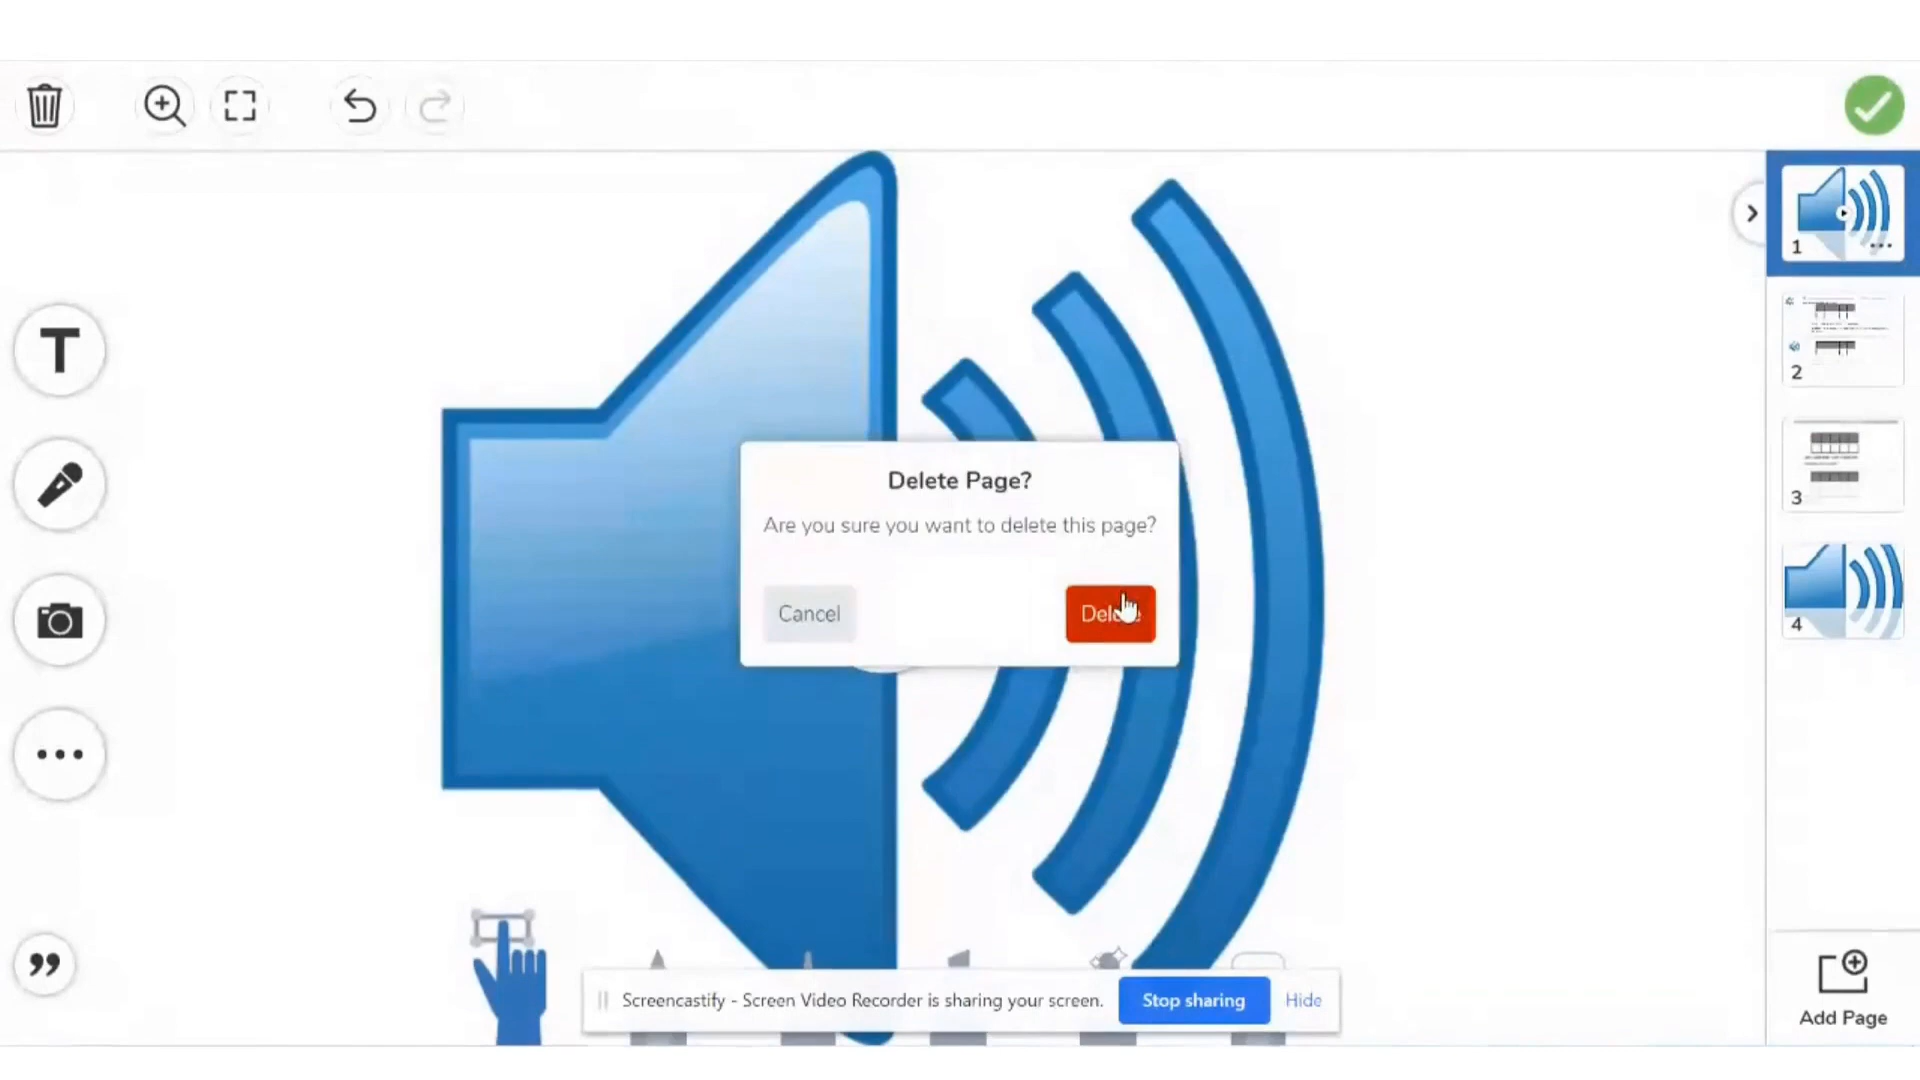 1
2
3
4
T
Delete Page?
Are you sure you want to delete this page?
Cancel
”
Screencastify - Screen Video Recorder is sharing your screen.
Stop sharing
Hide
Add Page